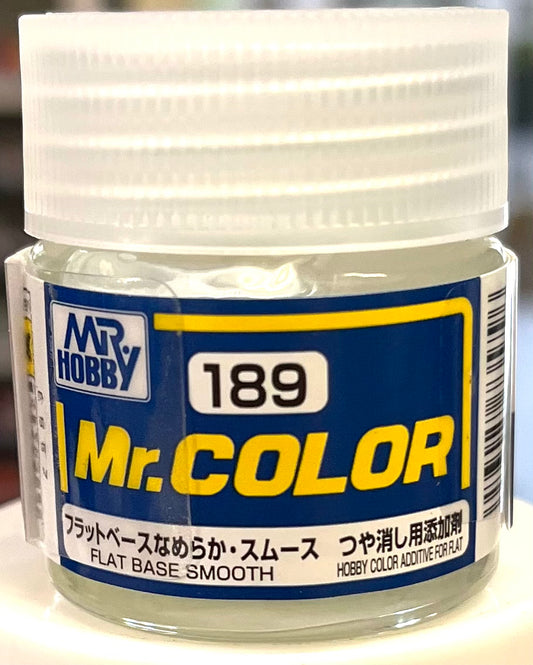 MR.
HOBBY
189
Mr.COLOR
フラットベースなめらか・スムース つや消し用添加剤
FLAT BASE SMOOTH HOBBY COLOR ADDITIVE FOR FLAT